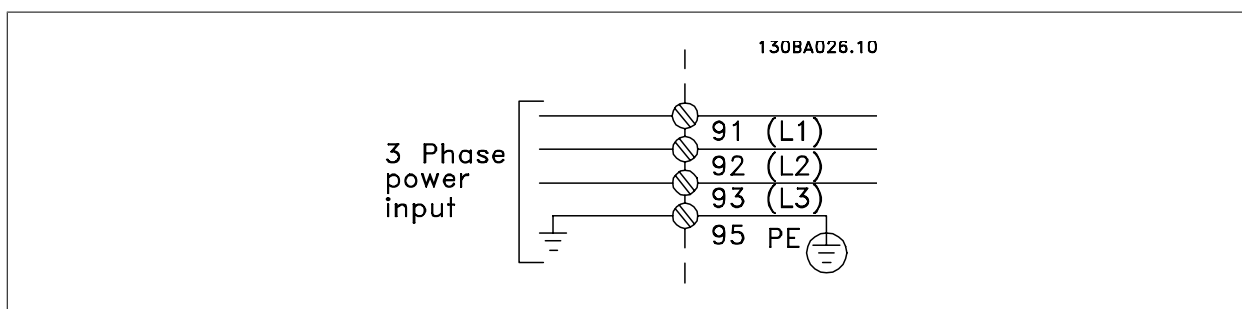 130BA026.10
3 Phase
power
input
91 (L1)
92 (L2)
93 (L3)
95 PE